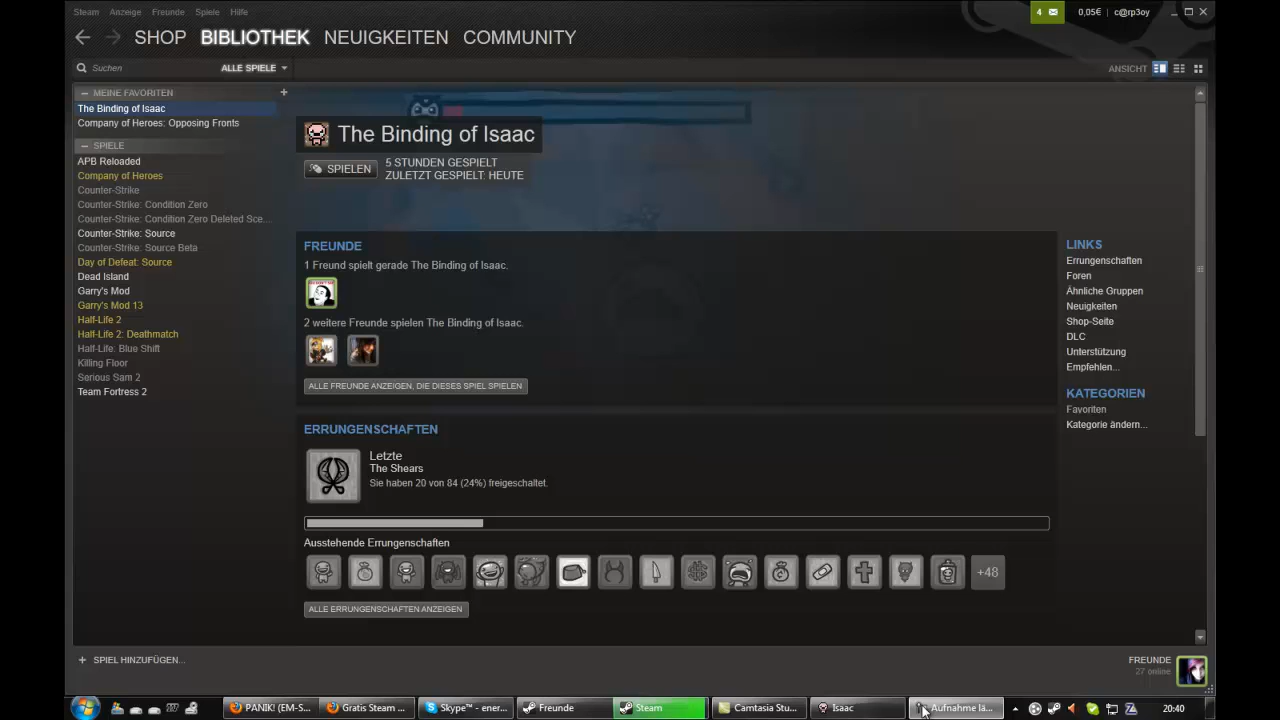 Steam Anzeige Freunde Spiele Hilfe
4 0,05€ c@rp3oy
SHOP BIBLIOTHEK NEUIGKEITEN COMMUNITY
Suchen ALLE SPIELE ANSICHT
MEINE FAVORITEN
The Binding of Isaac
Company of Heroes: Opposing Fronts
SPIELE
APB Reloaded
Company of Heroes
Counter-Strike
Counter-Strike: Condition Zero
Counter-Strike: Condition Zero Deleted Sce...
Counter-Strike: Source
Counter-Strike: Source Beta
Day of Defeat: Source
Dead Island
Garry's Mod
Garry's Mod 13
Half-Life 2
Half-Life 2: Deathmatch
Half-Life: Blue Shift
Killing Floor
Serious Sam 2
Team Fortress 2
The Binding of Isaac
SPIELEN
5 STUNDEN GESPIELT
ZULETZT GESPIELT: HEUTE
FREUNDE
1 Freund spielt gerade The Binding of Isaac.
2 weitere Freunde spielen The Binding of Isaac.
ALLE FREUNDE ANZEIGEN, DIE DIESES SPIEL SPIELEN
ERRUNGENSCHAFTEN
Letzte
The Shears
Sie haben 20 von 84 (24%) freigeschaltet.
Ausstehende Errungenschaften
+48
ALLE ERRUNGENSCHAFTEN ANZEIGEN
LINKS
Errungenschaften
Foren
Ähnliche Gruppen
Neuigkeiten
Shop-Seite
DLC
Unterstützung
Empfehlen...
KATEGORIEN
Favoriten
Kategorie ändern...
SPIEL HINZUFÜGEN...
FREUNDE
27 online
PANIK! (EM-S... Gratis Steam ... Skype™ - ener... Freunde Steam Camtasia Stu... Isaac Aufnahme lä... 20:40